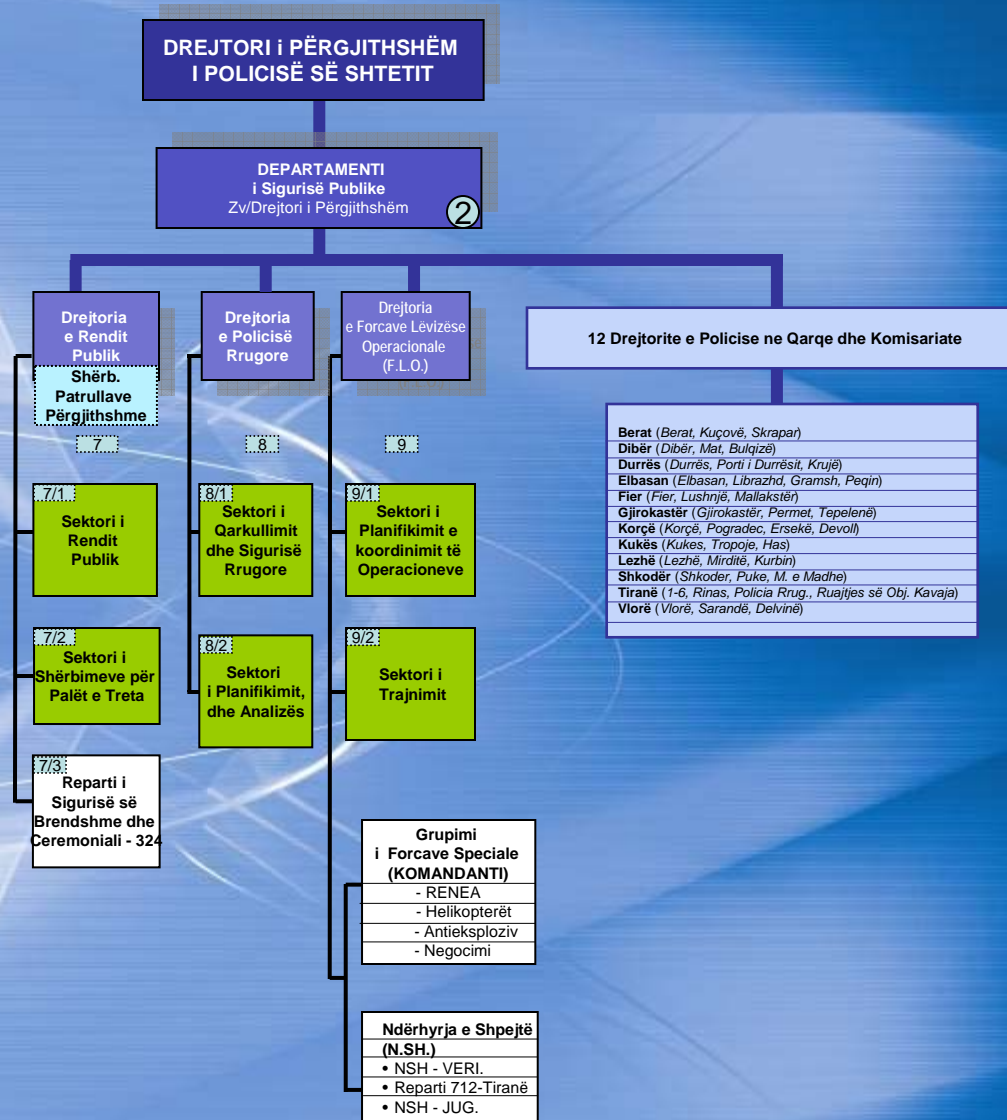 DREJTORI i PËRGJITHSHËM
I POLICISË SË SHTETIT
DEPARTAMENTI
i Sigurisë Publike
Zv/Drejtori i Përgjithshëm
2
Drejtoria
e Rendit
Publik
Shërb.
Patrullave
Përgjithshme
7
7/1
Sektori i
Rendit
Publik
7/2
Sektori i
Shërbimeve për
Palët e Treta
7/3
Reparti i
Sigurisë së
Brendshme dhe
Ceremoniali - 324
Drejtoria
e Policisë
Rrugore
8
8/1
Sektori i
Qarkullimit
dhe Sigurisë
Rrugore
8/2
Sektori
i Planifikimit,
dhe Analizës
Drejtoria
e Forcave Lëvizëse
Operacionale
(F.L.O.)
9
9/1
Sektori i
Planifikimit e
koordinimit të
Operacioneve
9/2
Sektori i
Trajnimit
Grupimi
i Forcave Speciale
(KOMANDANTI)
- RENEA
- Helikopterët
- Antieksploziv
- Negocimi
Ndërhyrja e Shpejtë
(N.SH.)
• NSH - VERI.
• Reparti 712-Tiranë
• NSH - JUG.
12 Drejtorite e Policise ne Qarqe dhe Komisariate
Berat (Berat, Kuçovë, Skrapar)
Dibër (Dibër, Mat, Bulqizë)
Durrës (Durrës, Porti i Durrësit, Krujë)
Elbasan (Elbasan, Librazhd, Gramsh, Peqin)
Fier (Fier, Lushnjë, Mallakstër)
Gjirokastër (Gjirokastër, Permet, Tepelenë)
Korçë (Korçë, Pogradec, Ersekë, Devoll)
Kukës (Kukes, Tropoje, Has)
Lezhë (Lezhë, Mirditë, Kurbin)
Shkodër (Shkoder, Puke, M. e Madhe)
Tiranë (1-6, Rinas, Policia Rrug., Ruajtjes së Obj. Kavaja)
Vlorë (Vlorë, Sarandë, Delvinë)